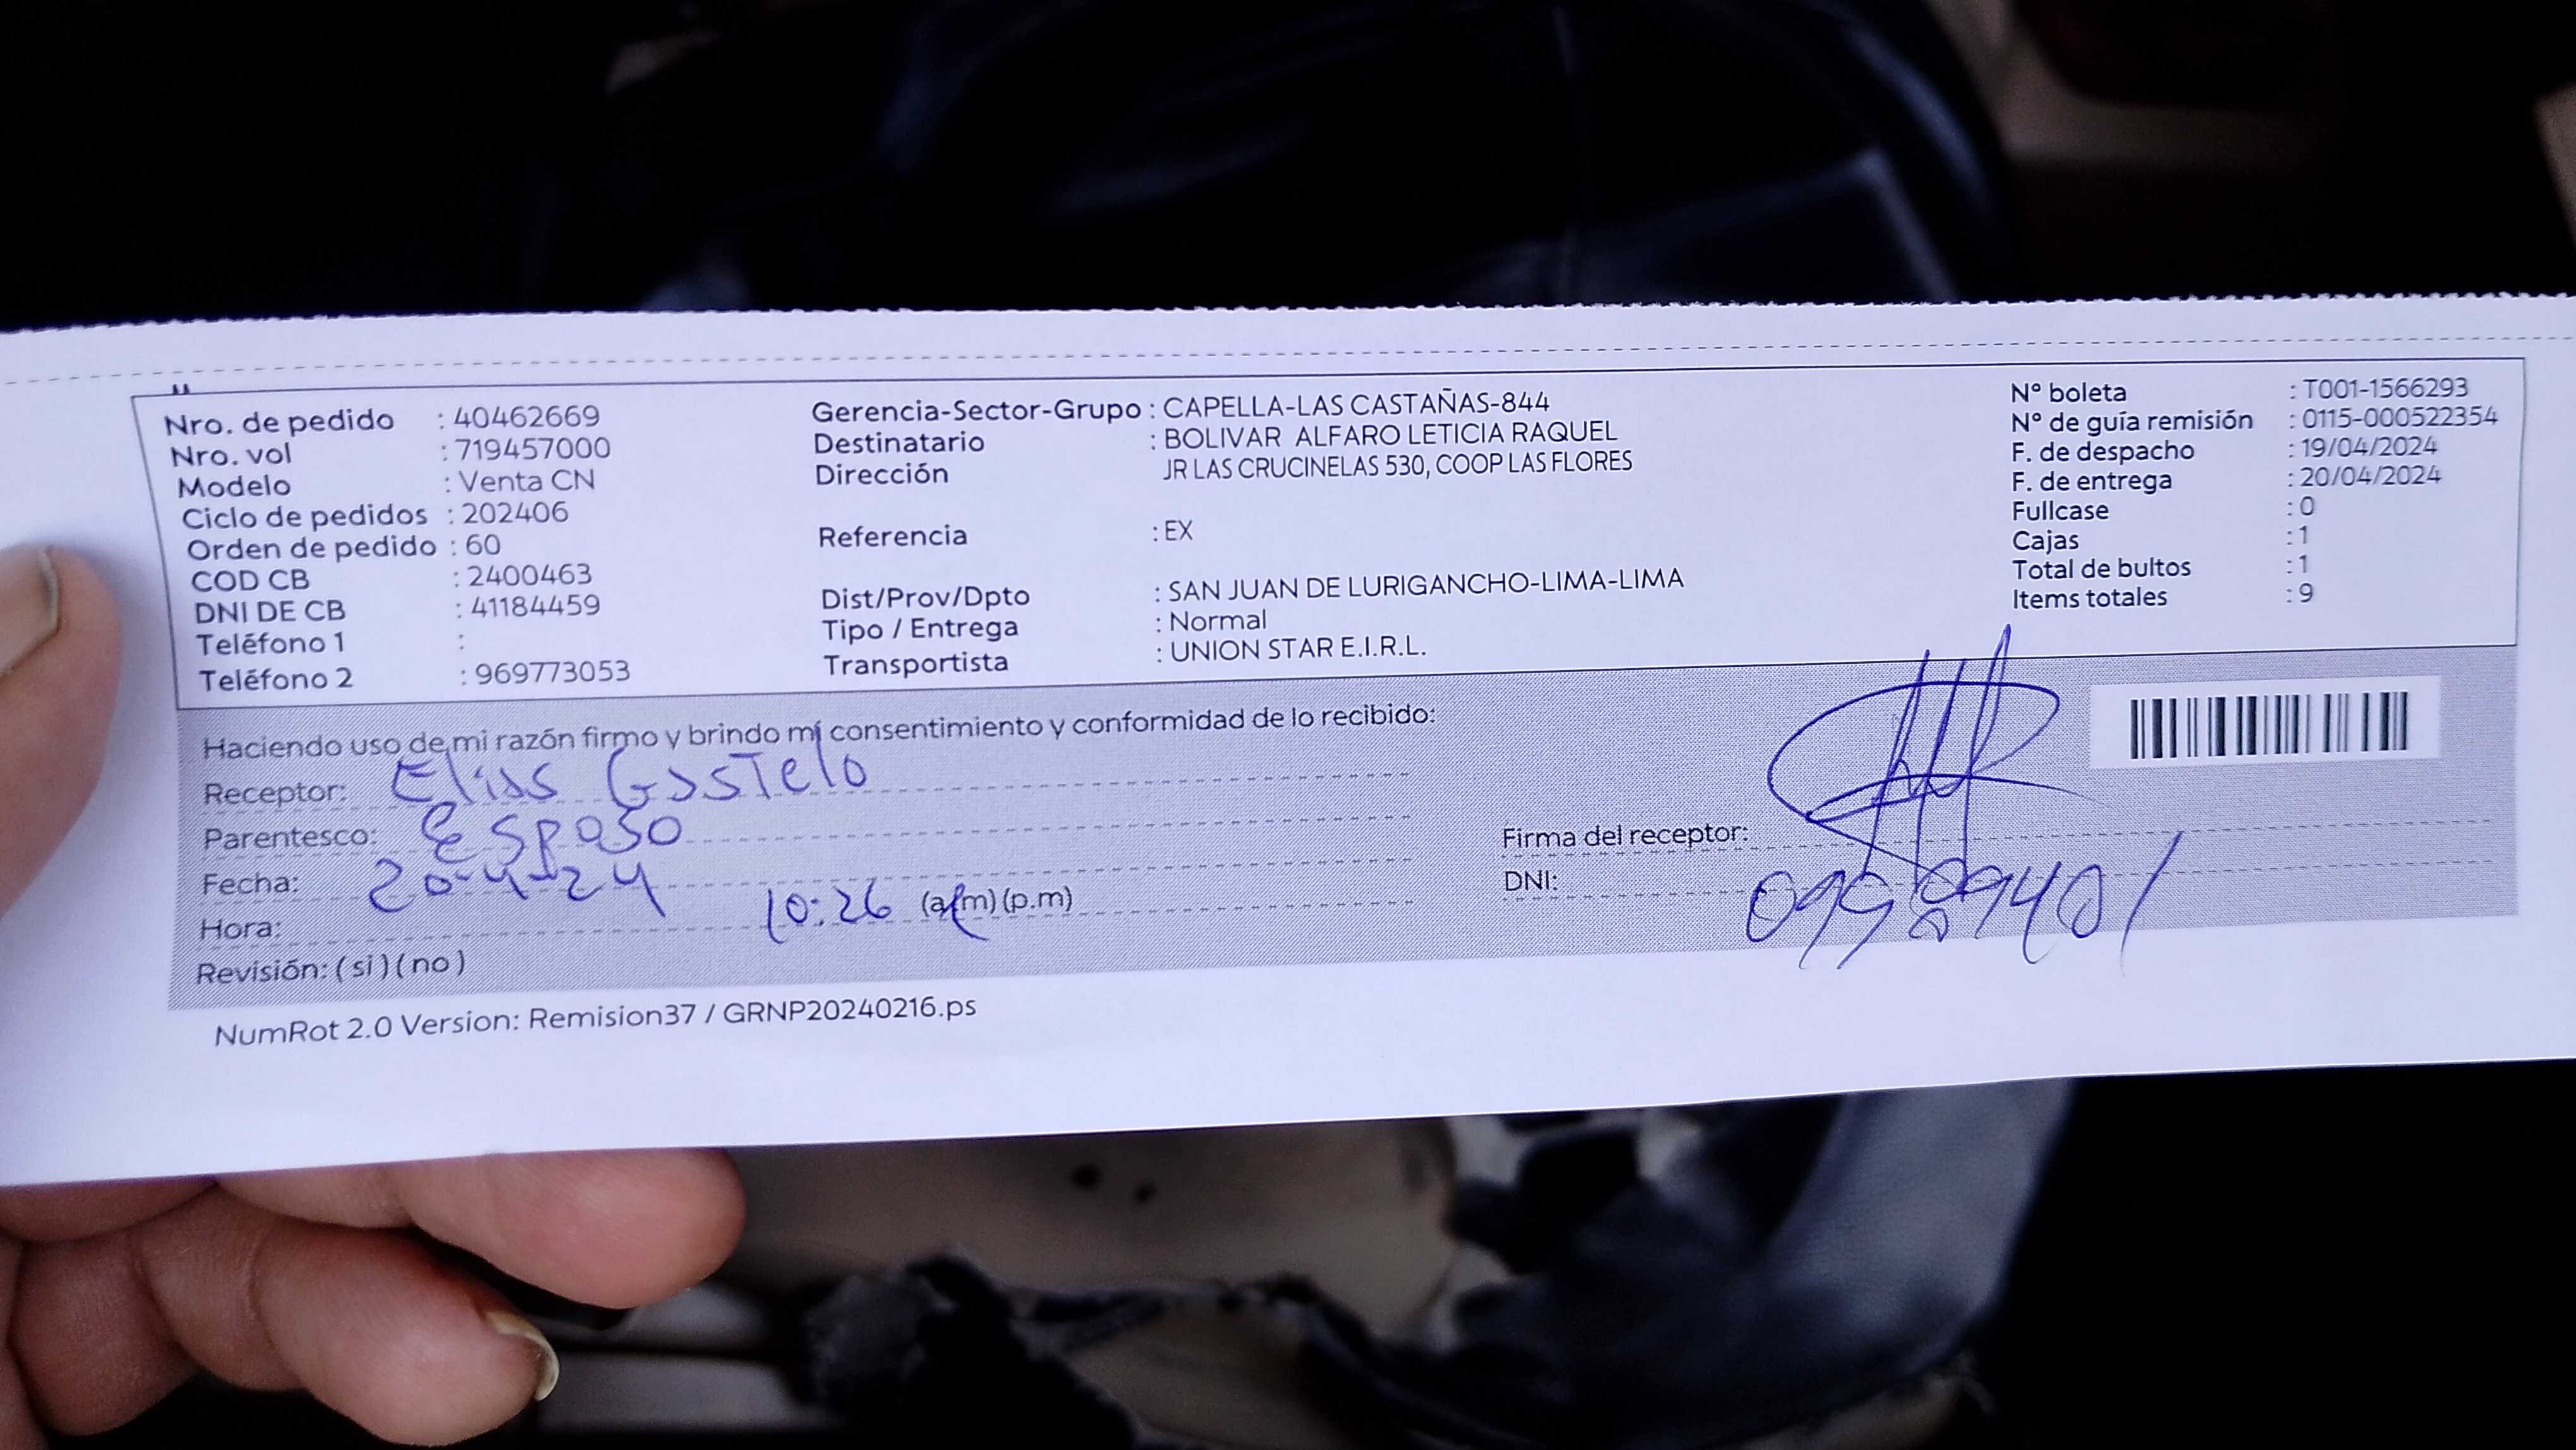 Nro. de pedido : 40462669
Nro. vol : 719457000
Modelo : Venta CN
Ciclo de pedidos : 202406
Orden de pedido : 60
COD CB : 2400463
DNI DE CB : 41184459
Teléfono 1 :
Teléfono 2 : 969773053
Gerencia-Sector-Grupo : CAPELLA-LAS CASTAÑAS-844
Destinatario : BOLIVAR ALFARO LETICIA RAQUEL
Dirección JR LAS CRUCINELAS 530, COOP LAS FLORES
Referencia : EX
Dist/Prov/Dpto : SAN JUAN DE LURIGANCHO-LIMA-LIMA
Tipo / Entrega : Normal
Transportista : UNION STAR E.I.R.L.
Nº boleta : T001-1566293
Nº de guía remisión : 0115-000522354
F. de despacho : 19/04/2024
F. de entrega : 20/04/2024
Fullcase : 0
Cajas : 1
Total de bultos : 1
Items totales : 9
Haciendo uso de mi razón firmo y brindo mi consentimiento y conformidad de lo recibido:
Receptor: Elias Gastelo
Parentesco: Esposo
Fecha: 20-4-24
Hora: 10:26 (a.m) (p.m)
Revisión: (si) (no)
Firma del receptor:
DNI:
NumRot 2.0 Version: Remision37 / GRNP20240216.ps